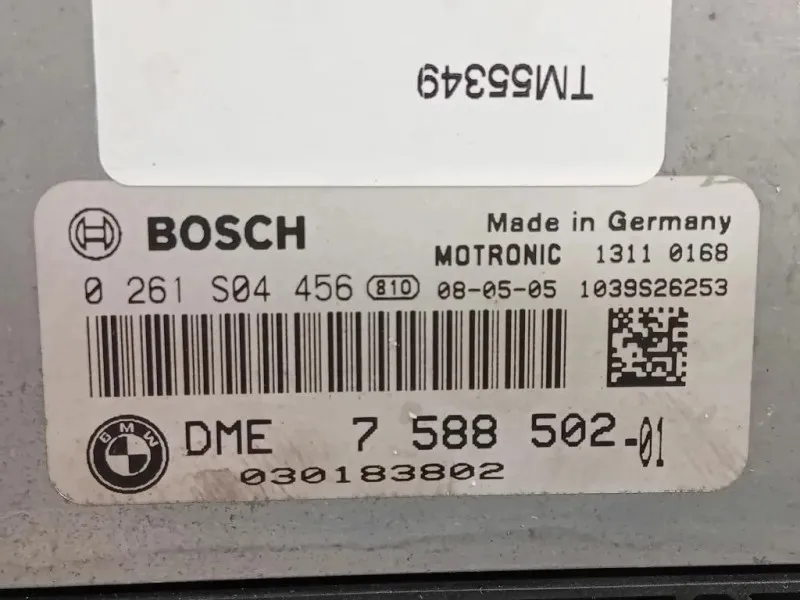 TM55349
BOSCH
Made in Germany
MOTRONIC 1311 0168
0 261 S04 456 810 08-05-05 1039S26253
BMW
DME 7 588 502-01
030183802